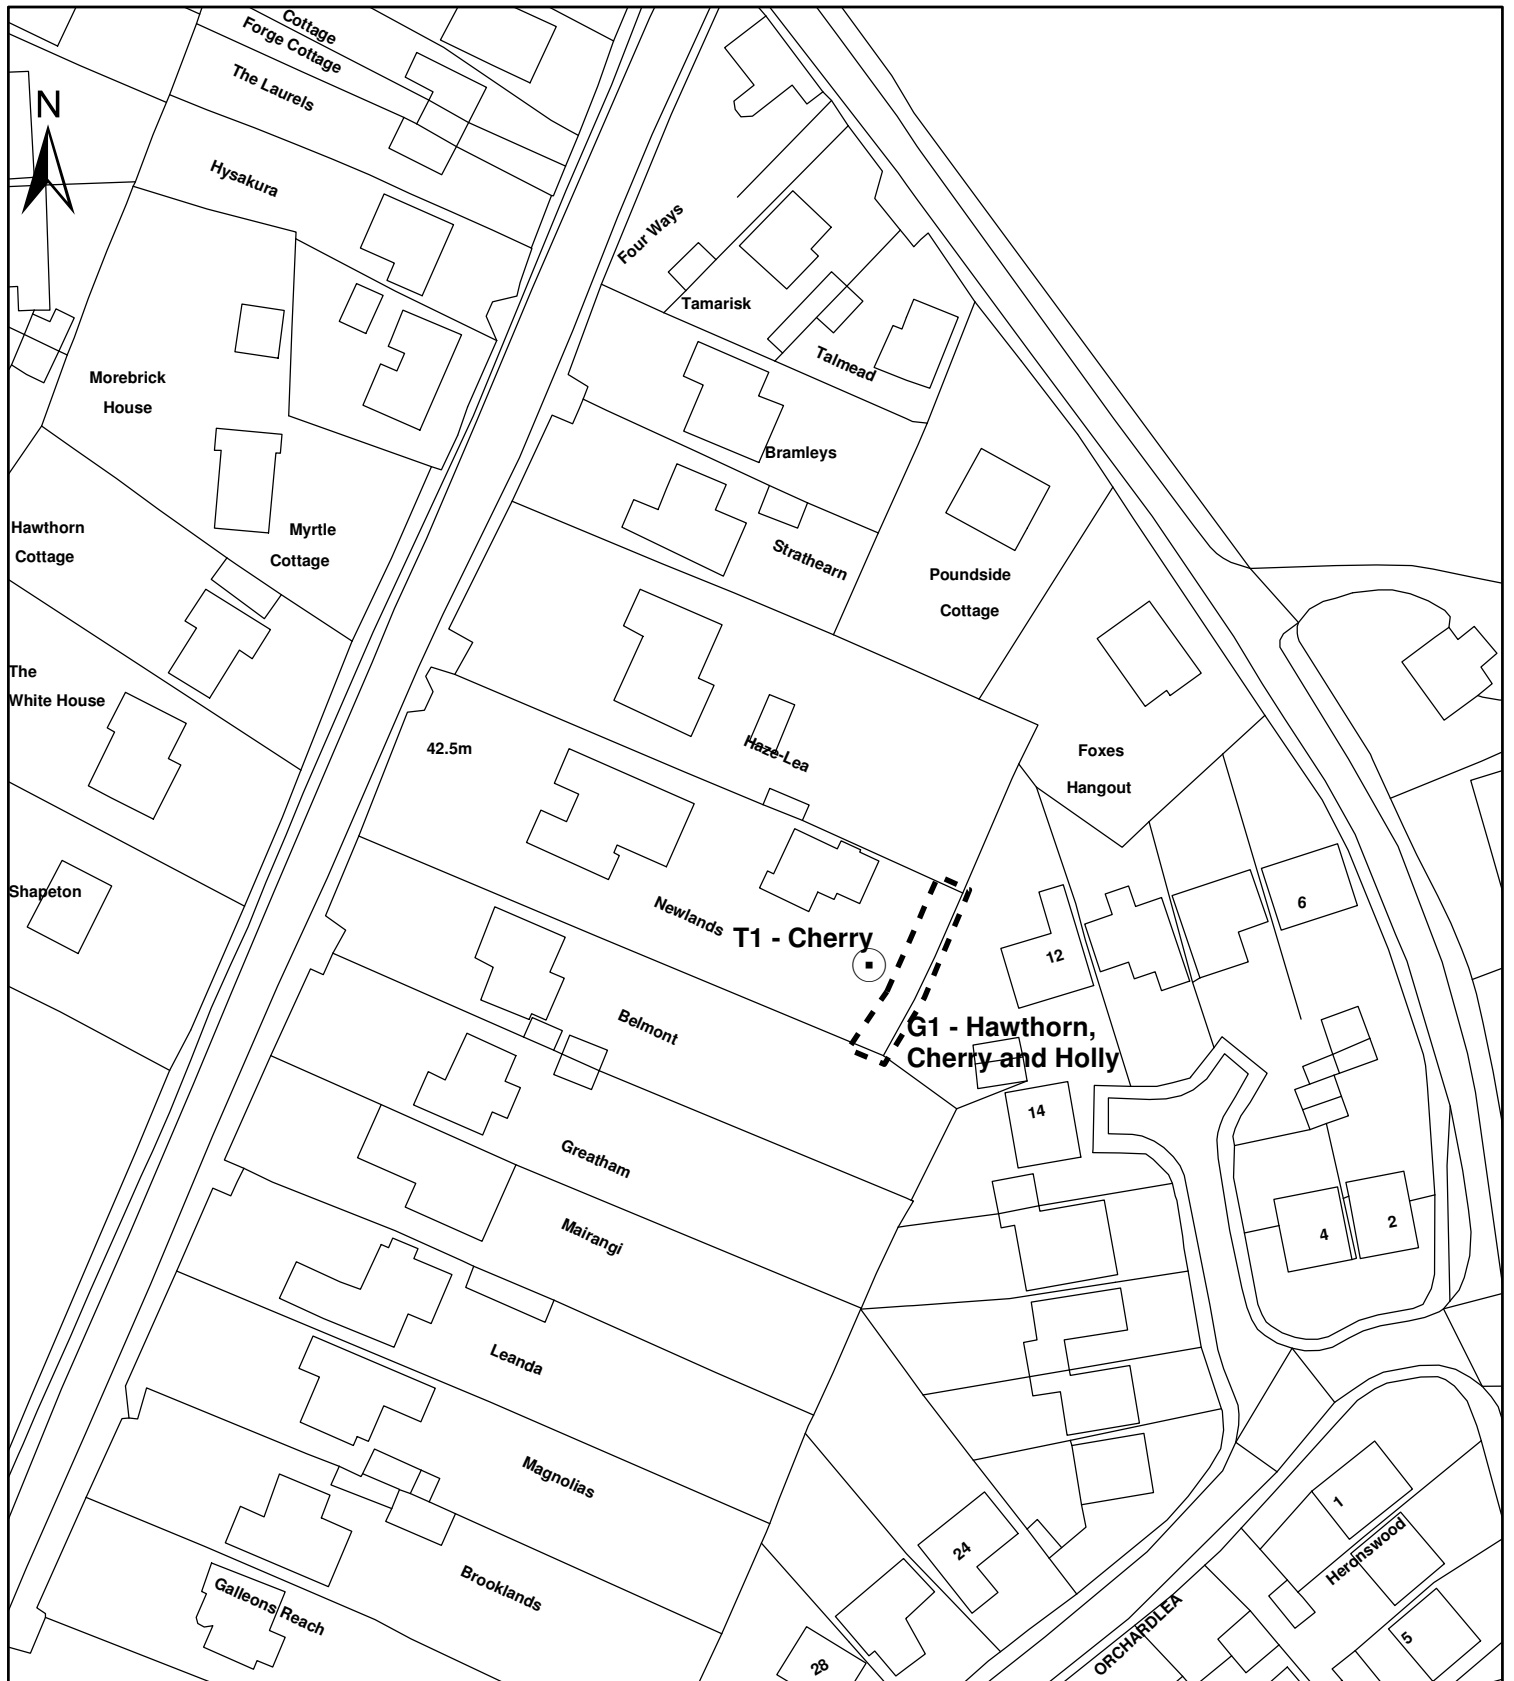 Cottage
Forge Cottage
The Laurels
N
Hysakura
Four Ways
Tamarisk
Talmead
Morebrick
House
Bramleys
Hawthorn
Cottage
Myrtle
Cottage
Strathearn
Poundside
Cottage
The
White House
42.5m
Haze-Lea
Foxes
Hangout
Shapeton
Newlands
T1 - Cherry
6
12
Belmont
G1 - Hawthorn,
Cherry and Holly
14
Greatham
Mairangi
4
2
Leanda
Magnolias
1
24
Heronswood
Brooklands
Galleons Reach
ORCHARDLEA
5
28